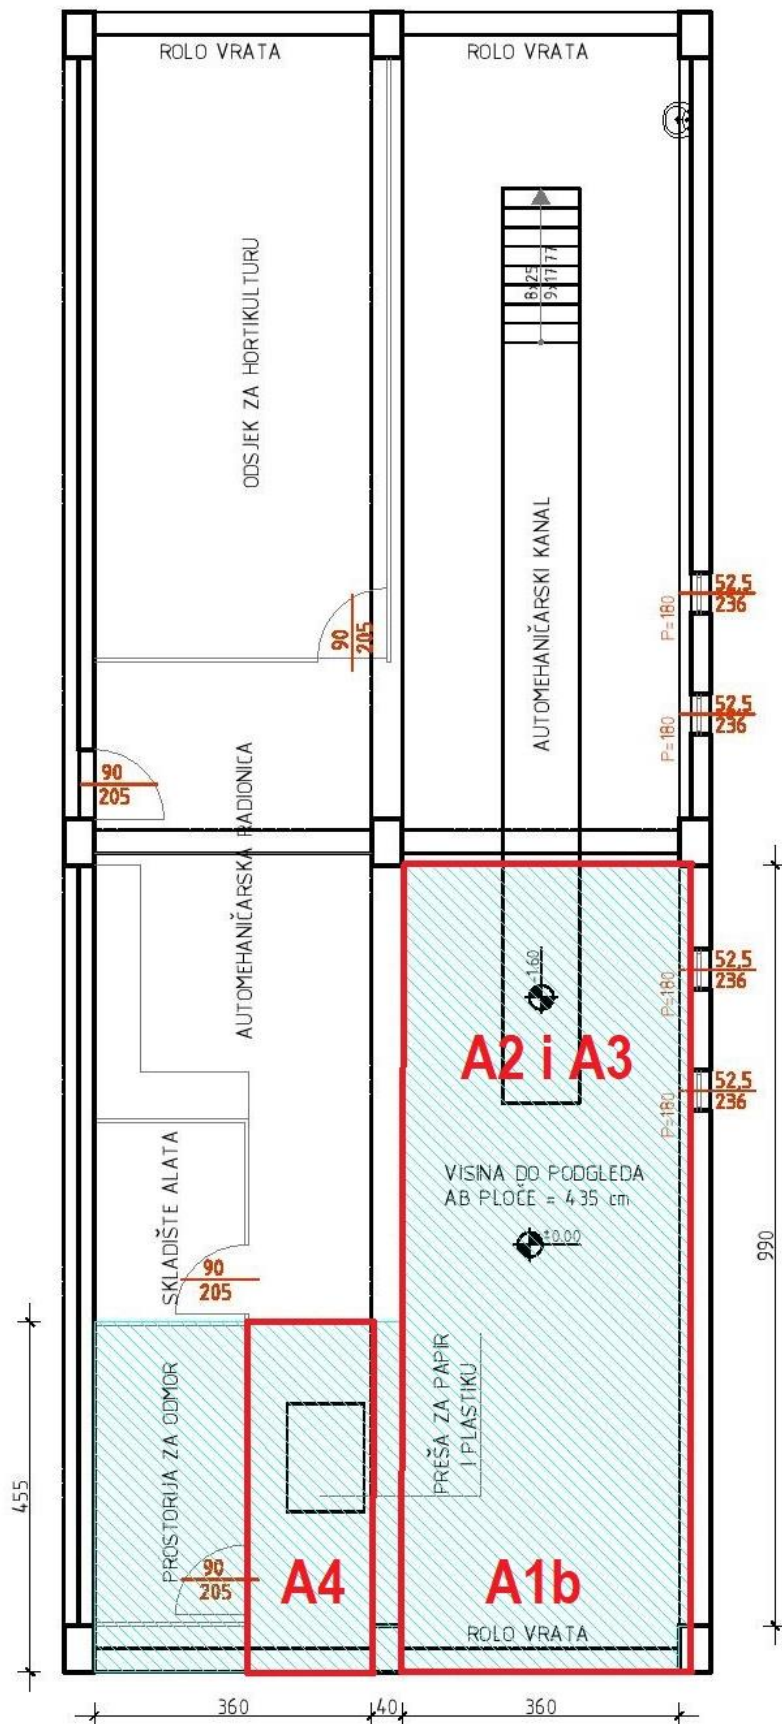 ROLO VRATA
ROLO VRATA
ODSJEK ZA HORTIKULTURU
8x25
9x17,77
AUTOMEHANIČARSKI KANAL
52,5
236
P=180
90
205
52,5
236
P=180
90
205
AUTOMEHANIČARSKA RADIONICA
52,5
236
P=180
-1.60
A2 i A3
52,5
236
P=180
SKLADIŠTE ALATA
VISINA DO PODGLEDA
AB PLOČE = 435 cm
±0.00
990
90
205
PROSTORIJA ZA ODMOR
PREŠA ZA PAPIR
I PLASTIKU
455
90
205
A4
A1b
ROLO VRATA
360
40
360